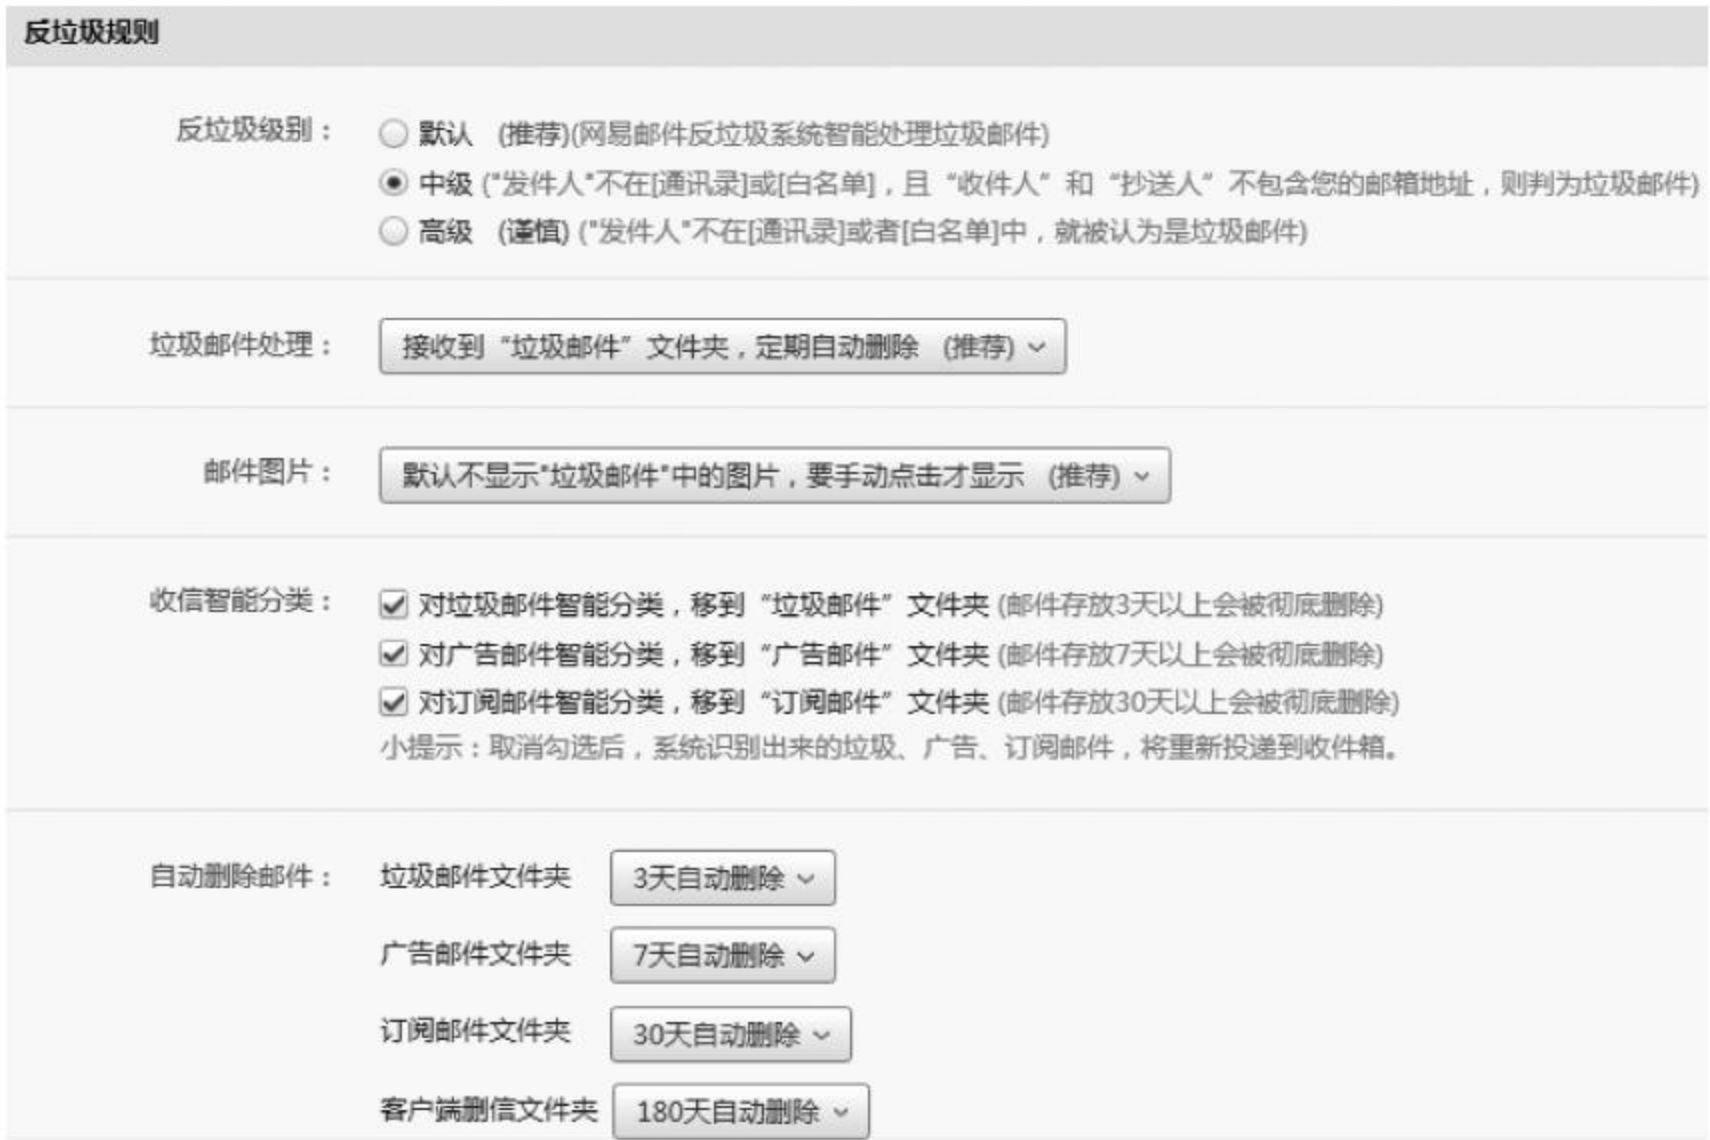 反垃圾规则
反垃圾级别：
默认 (推荐)(网易邮件反垃圾系统智能处理垃圾邮件)
中级 ("发件人"不在[通讯录]或[白名单]，且“收件人”和“抄送人”不包含您的邮箱地址，则判为垃圾邮件)
高级 (谨慎) ("发件人"不在[通讯录]或者[白名单]中，就被认为是垃圾邮件)
垃圾邮件处理：
接收到“垃圾邮件”文件夹，定期自动删除 (推荐)
邮件图片：
默认不显示"垃圾邮件"中的图片，要手动点击才显示 (推荐)
收信智能分类：
对垃圾邮件智能分类，移到“垃圾邮件”文件夹 (邮件存放3天以上会被彻底删除)
对广告邮件智能分类，移到“广告邮件”文件夹 (邮件存放7天以上会被彻底删除)
对订阅邮件智能分类，移到“订阅邮件”文件夹 (邮件存放30天以上会被彻底删除)
小提示：取消勾选后，系统识别出来的垃圾、广告、订阅邮件，将重新投递到收件箱。
自动删除邮件：
垃圾邮件文件夹 3天自动删除
广告邮件文件夹 7天自动删除
订阅邮件文件夹 30天自动删除
客户端删信文件夹 180天自动删除